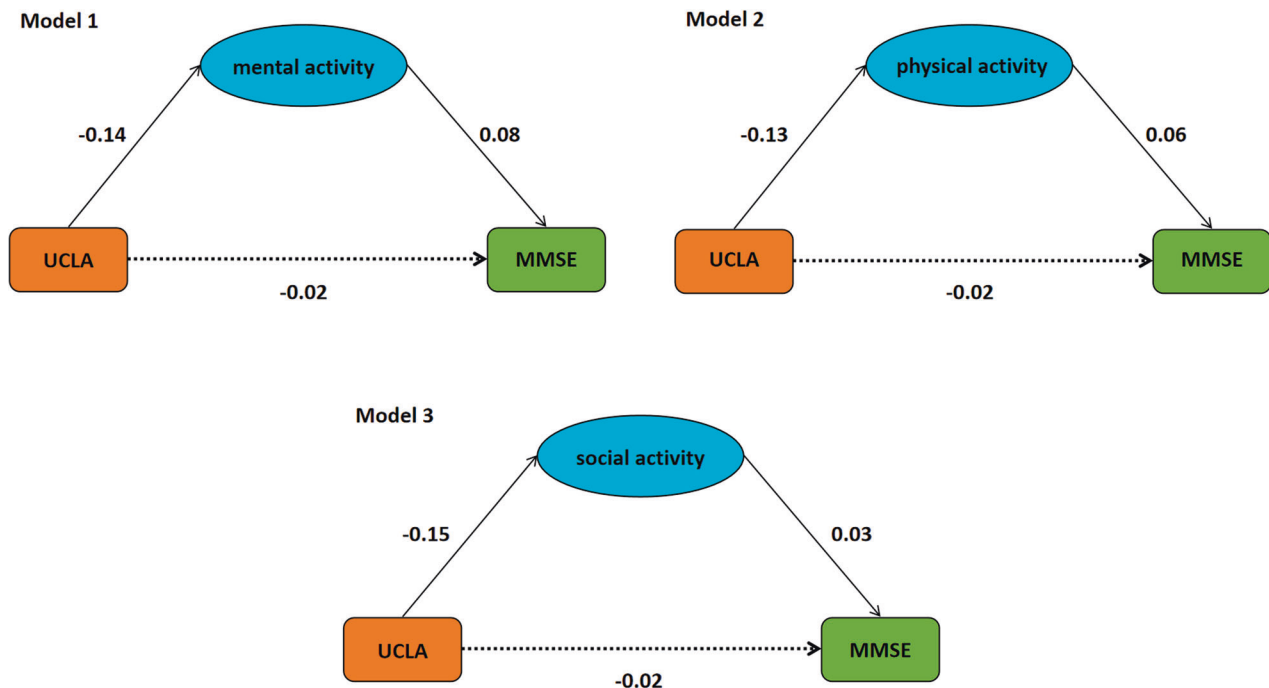 Model 1
mental activity
-0.14
0.08
UCLA
MMSE
-0.02
Model 2
physical activity
-0.13
0.06
UCLA
MMSE
-0.02
Model 3
social activity
-0.15
0.03
UCLA
MMSE
-0.02